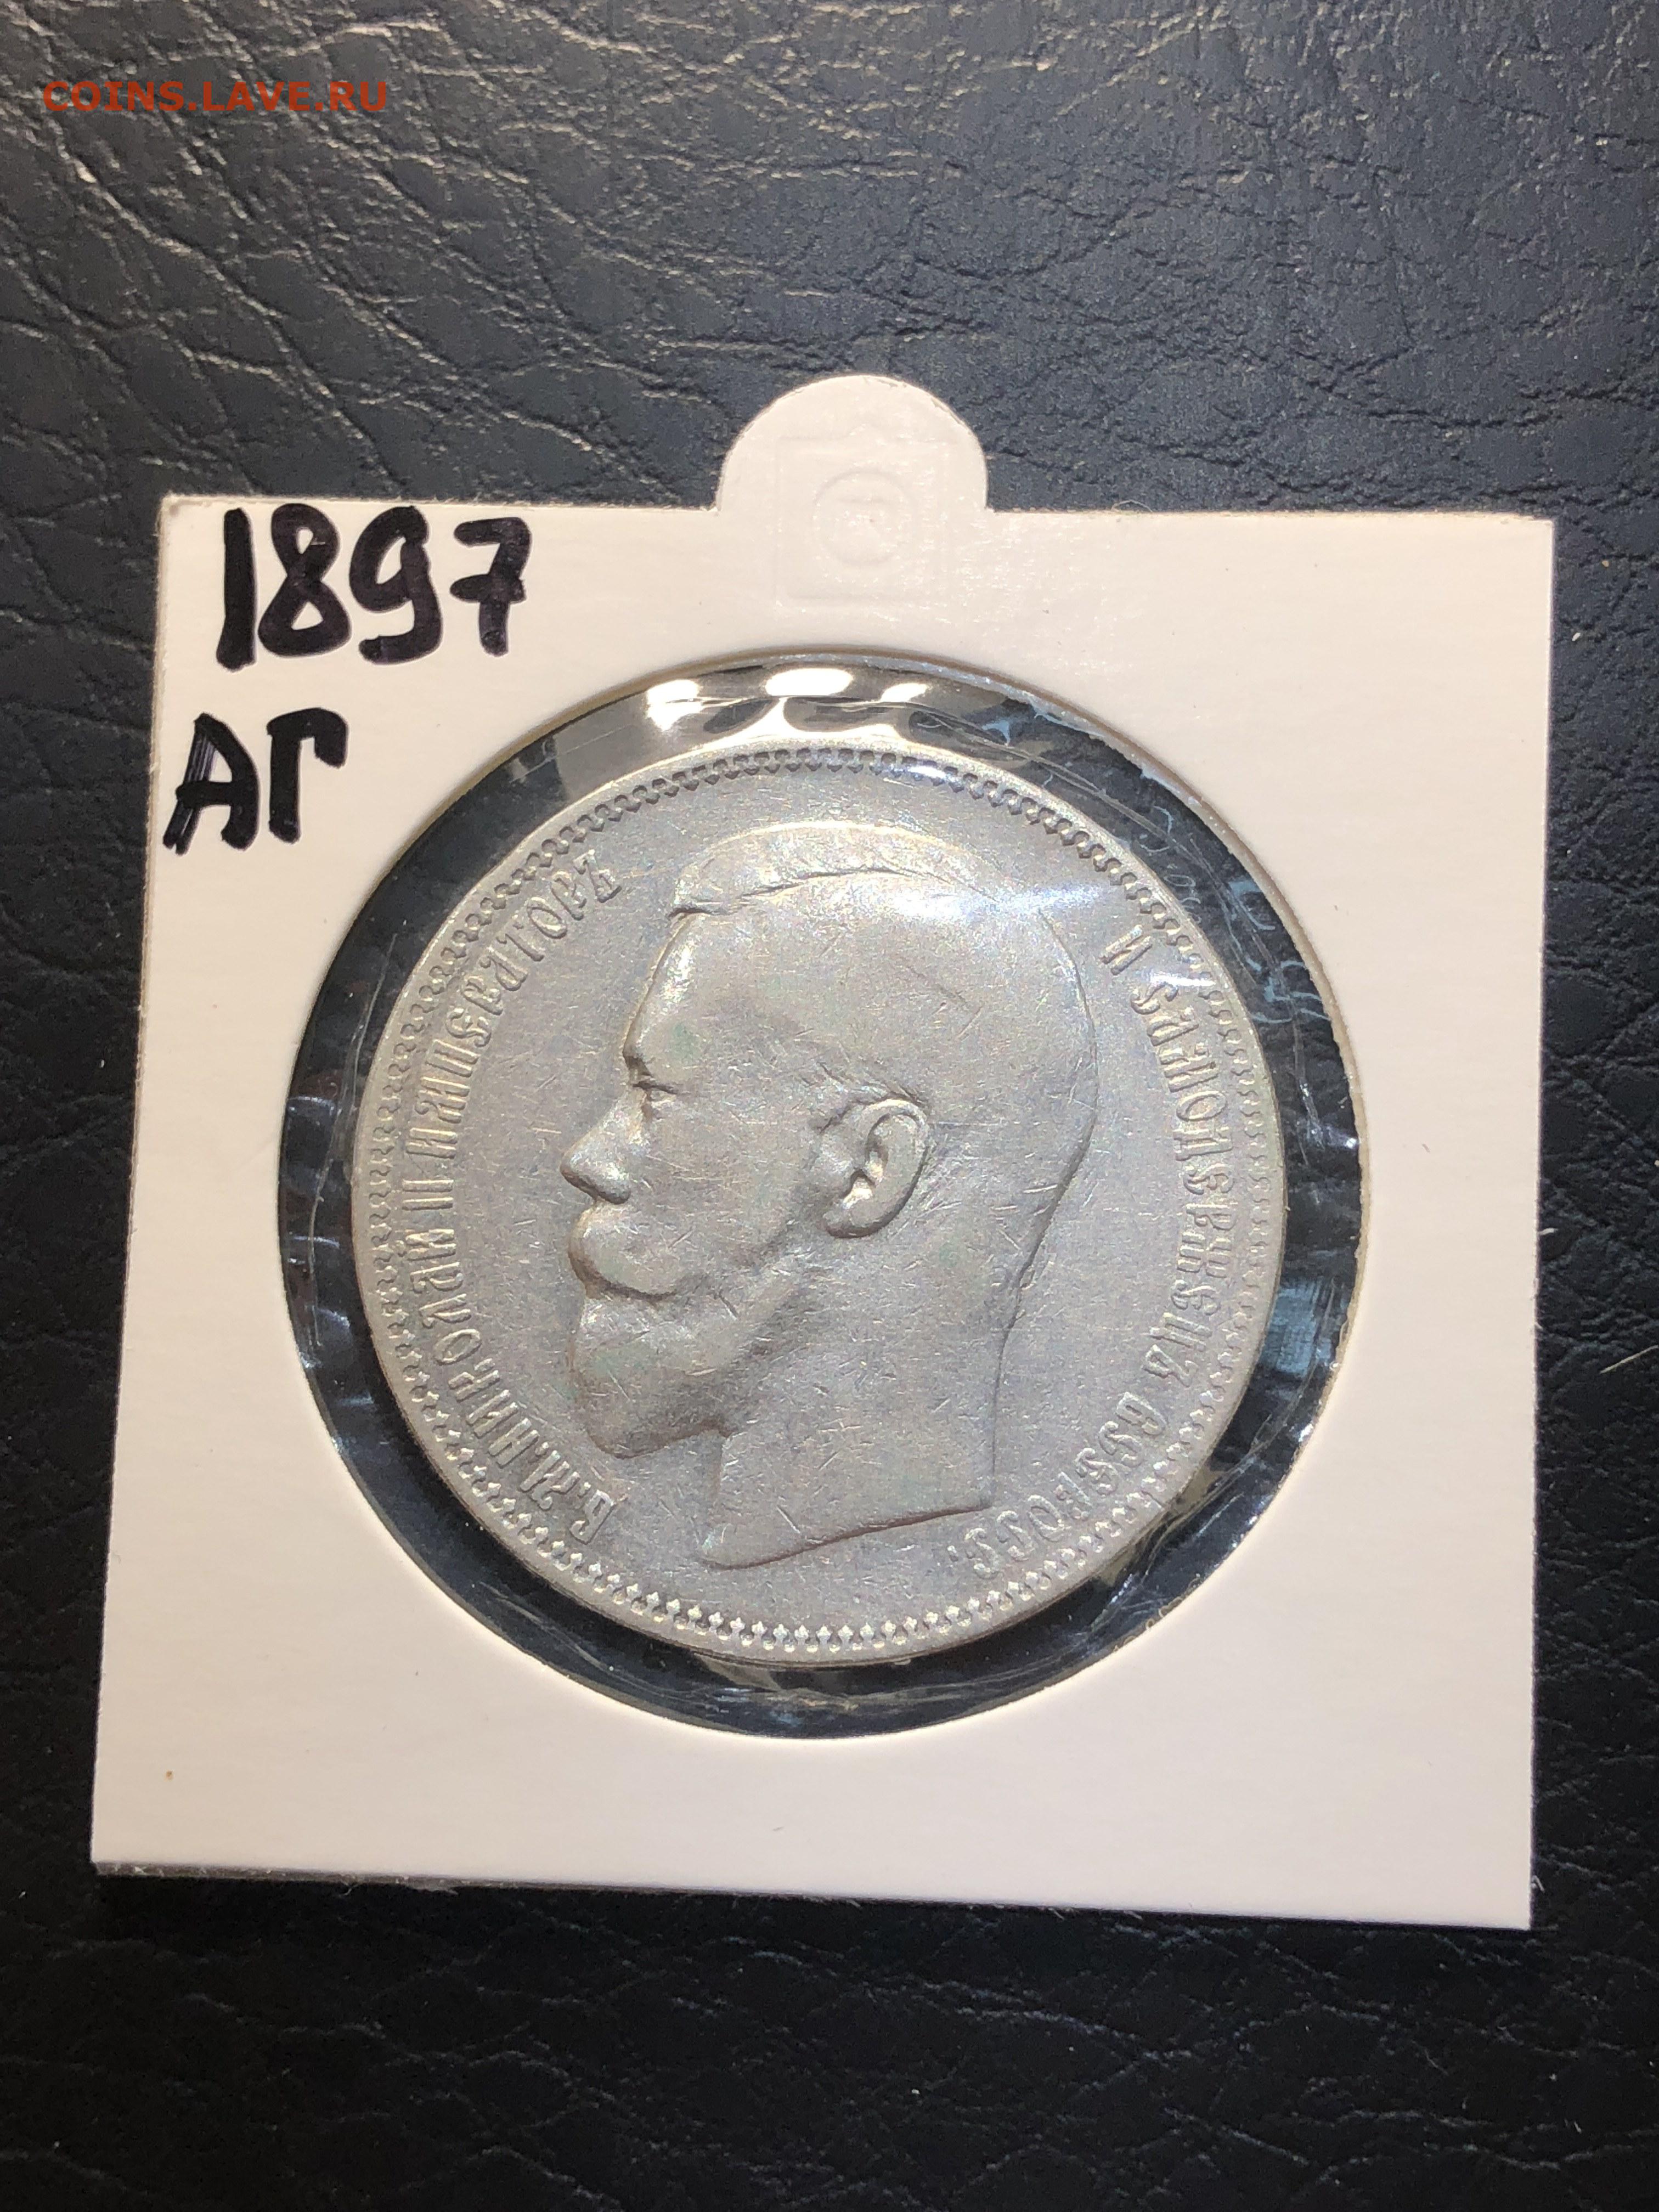 COINS.LAVE.RU
1897
АГ
Б.М. НИКОЛАЙ II ИМПЕРАТОРЪ
И САМОДЕРЖЕЦЪ ВСЕРОСС.